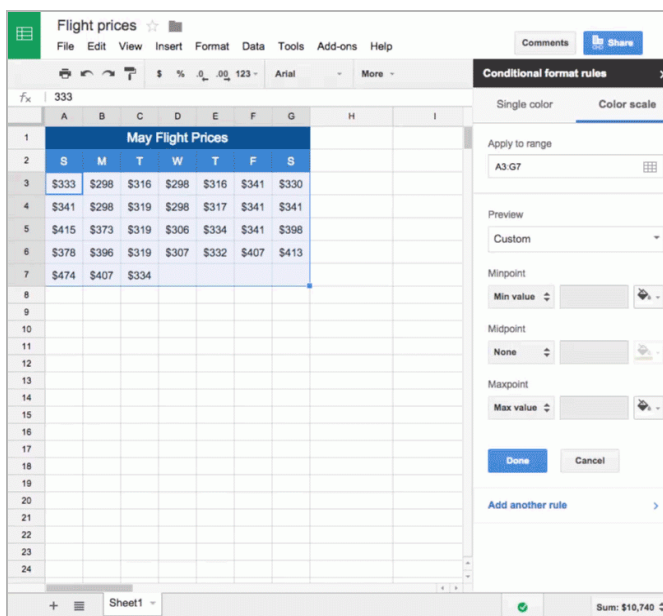 Flight prices
File Edit View Insert Format Data Tools Add-ons Help
Comments
Share
$ % .0 .00 123 Arial More
Conditional format rules
fx 333
Single color Color scale
A B C D E F G H I
1 May Flight Prices
2 S M T W T F S
3 $333 $298 $316 $298 $316 $341 $330
4 $341 $298 $319 $298 $317 $341 $341
5 $415 $373 $319 $306 $334 $341 $398
6 $378 $396 $319 $307 $332 $407 $413
7 $474 $407 $334
8
9
10
11
12
13
14
15
16
17
18
19
20
21
22
23
24
Apply to range
A3:G7
Preview
Custom
Minpoint
Min value
Midpoint
None
Maxpoint
Max value
Done Cancel
Add another rule
Sheet1
Sum: $10,740